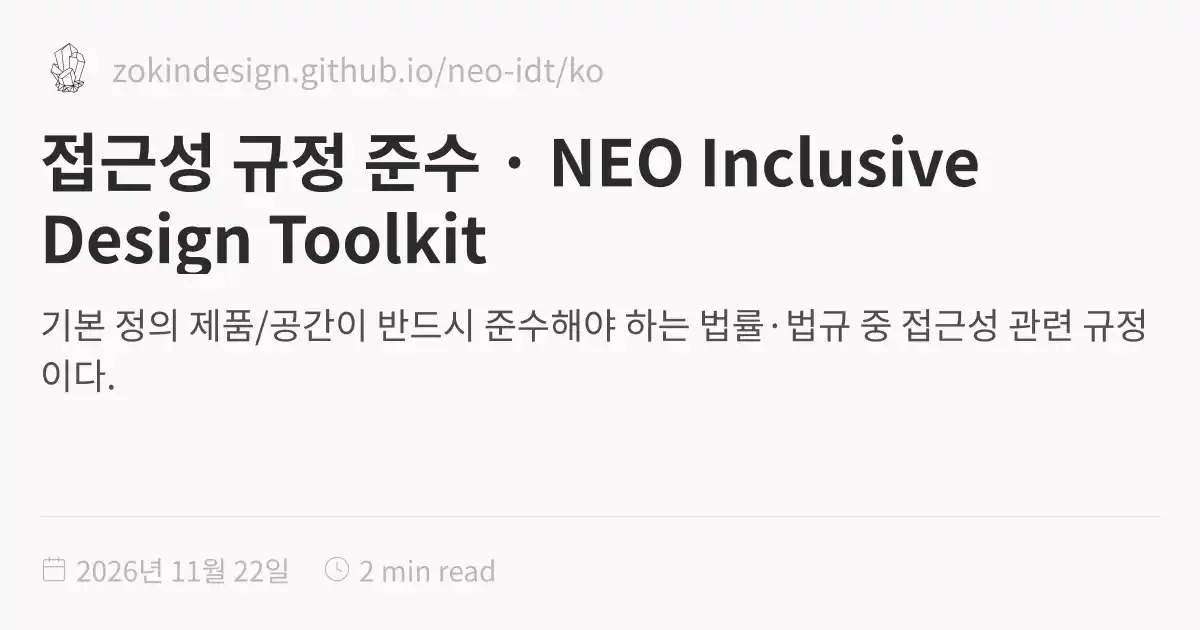 zokindesign.github.io/neo-idt/ko
접근성 규정 준수 · NEO Inclusive
Design Toolkit
기본 정의 제품/공간이 반드시 준수해야 하는 법률·법규 중 접근성 관련 규정
이다.
2026년 11월 22일
2 min read